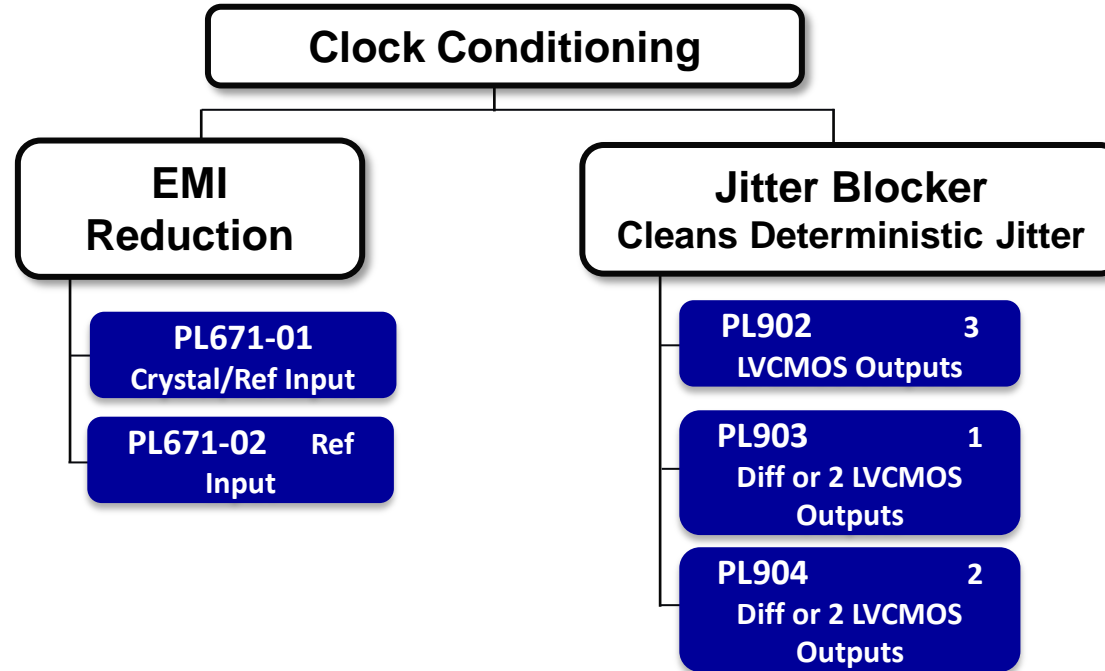 Clock Conditioning
EMI
Reduction
PL671-01
Crystal/Ref Input
PL671-02 Ref
Input
Jitter Blocker
Cleans Deterministic Jitter
PL902 3
LVCMOS Outputs
PL903 1
Diff or 2 LVCMOS
Outputs
PL904 2
Diff or 2 LVCMOS
Outputs